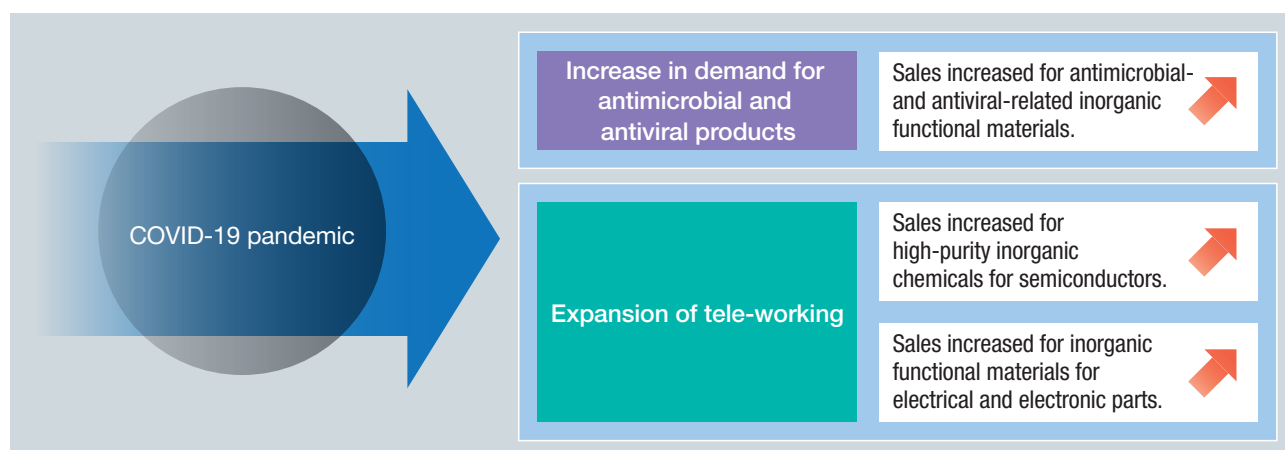 COVID-19 pandemic
Increase in demand for
antimicrobial and
antiviral products
Sales increased for antimicrobial-
and antiviral-related inorganic
functional materials.
Expansion of tele-working
Sales increased for
high-purity inorganic
chemicals for semiconductors.
Sales increased for inorganic
functional materials for
electrical and electronic parts.